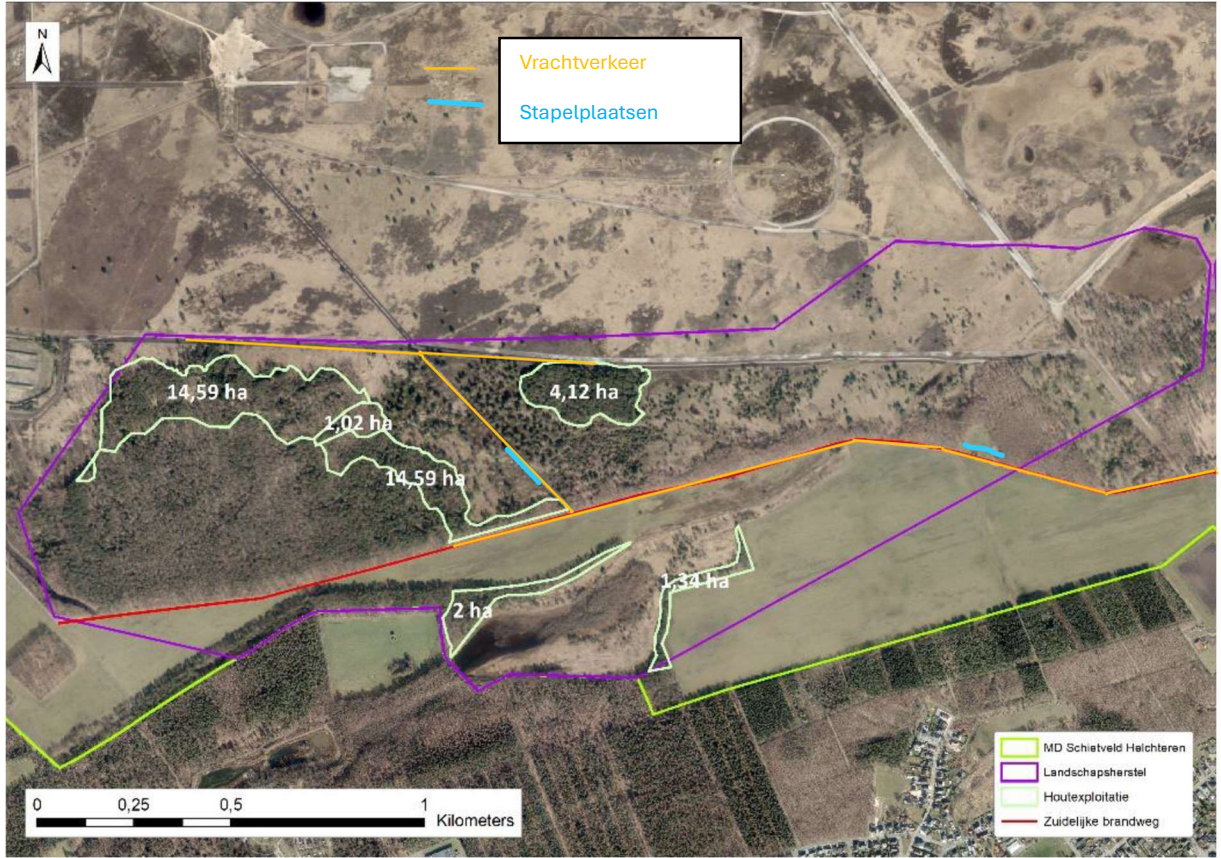 N
Vrachtverkeer
Stapelplaatsen
14,59 ha
4,12 ha
1,02 ha
14,59 ha
1,34 ha
2 ha
MD Schietveld Helchteren
Landschapsherstel
Houtexploitatie
Zuidelijke brandweg
0 0,25 0,5 1
Kilometers